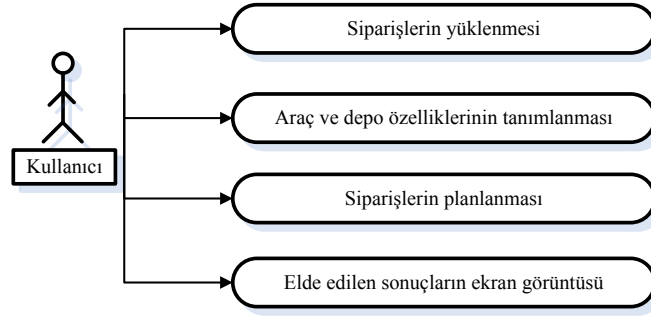 Siparişlerin yüklenmesi
Araç ve depo özelliklerinin tanımlanması
Kullanıcı
Siparişlerin planlanması
Elde edilen sonuçların ekran görüntüsü